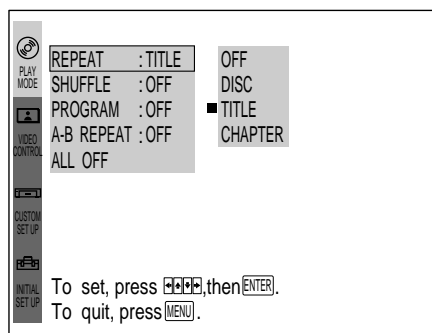 PLAY
MODE
VIDEO
CONTROL
CUSTOM
SET UP
INITIAL
SET UP
REPEAT : TITLE
SHUFFLE : OFF
PROGRAM : OFF
A-B REPEAT : OFF
ALL OFF
OFF
DISC
TITLE
CHAPTER
To set, press ,then ENTER.
To quit, press MENU.